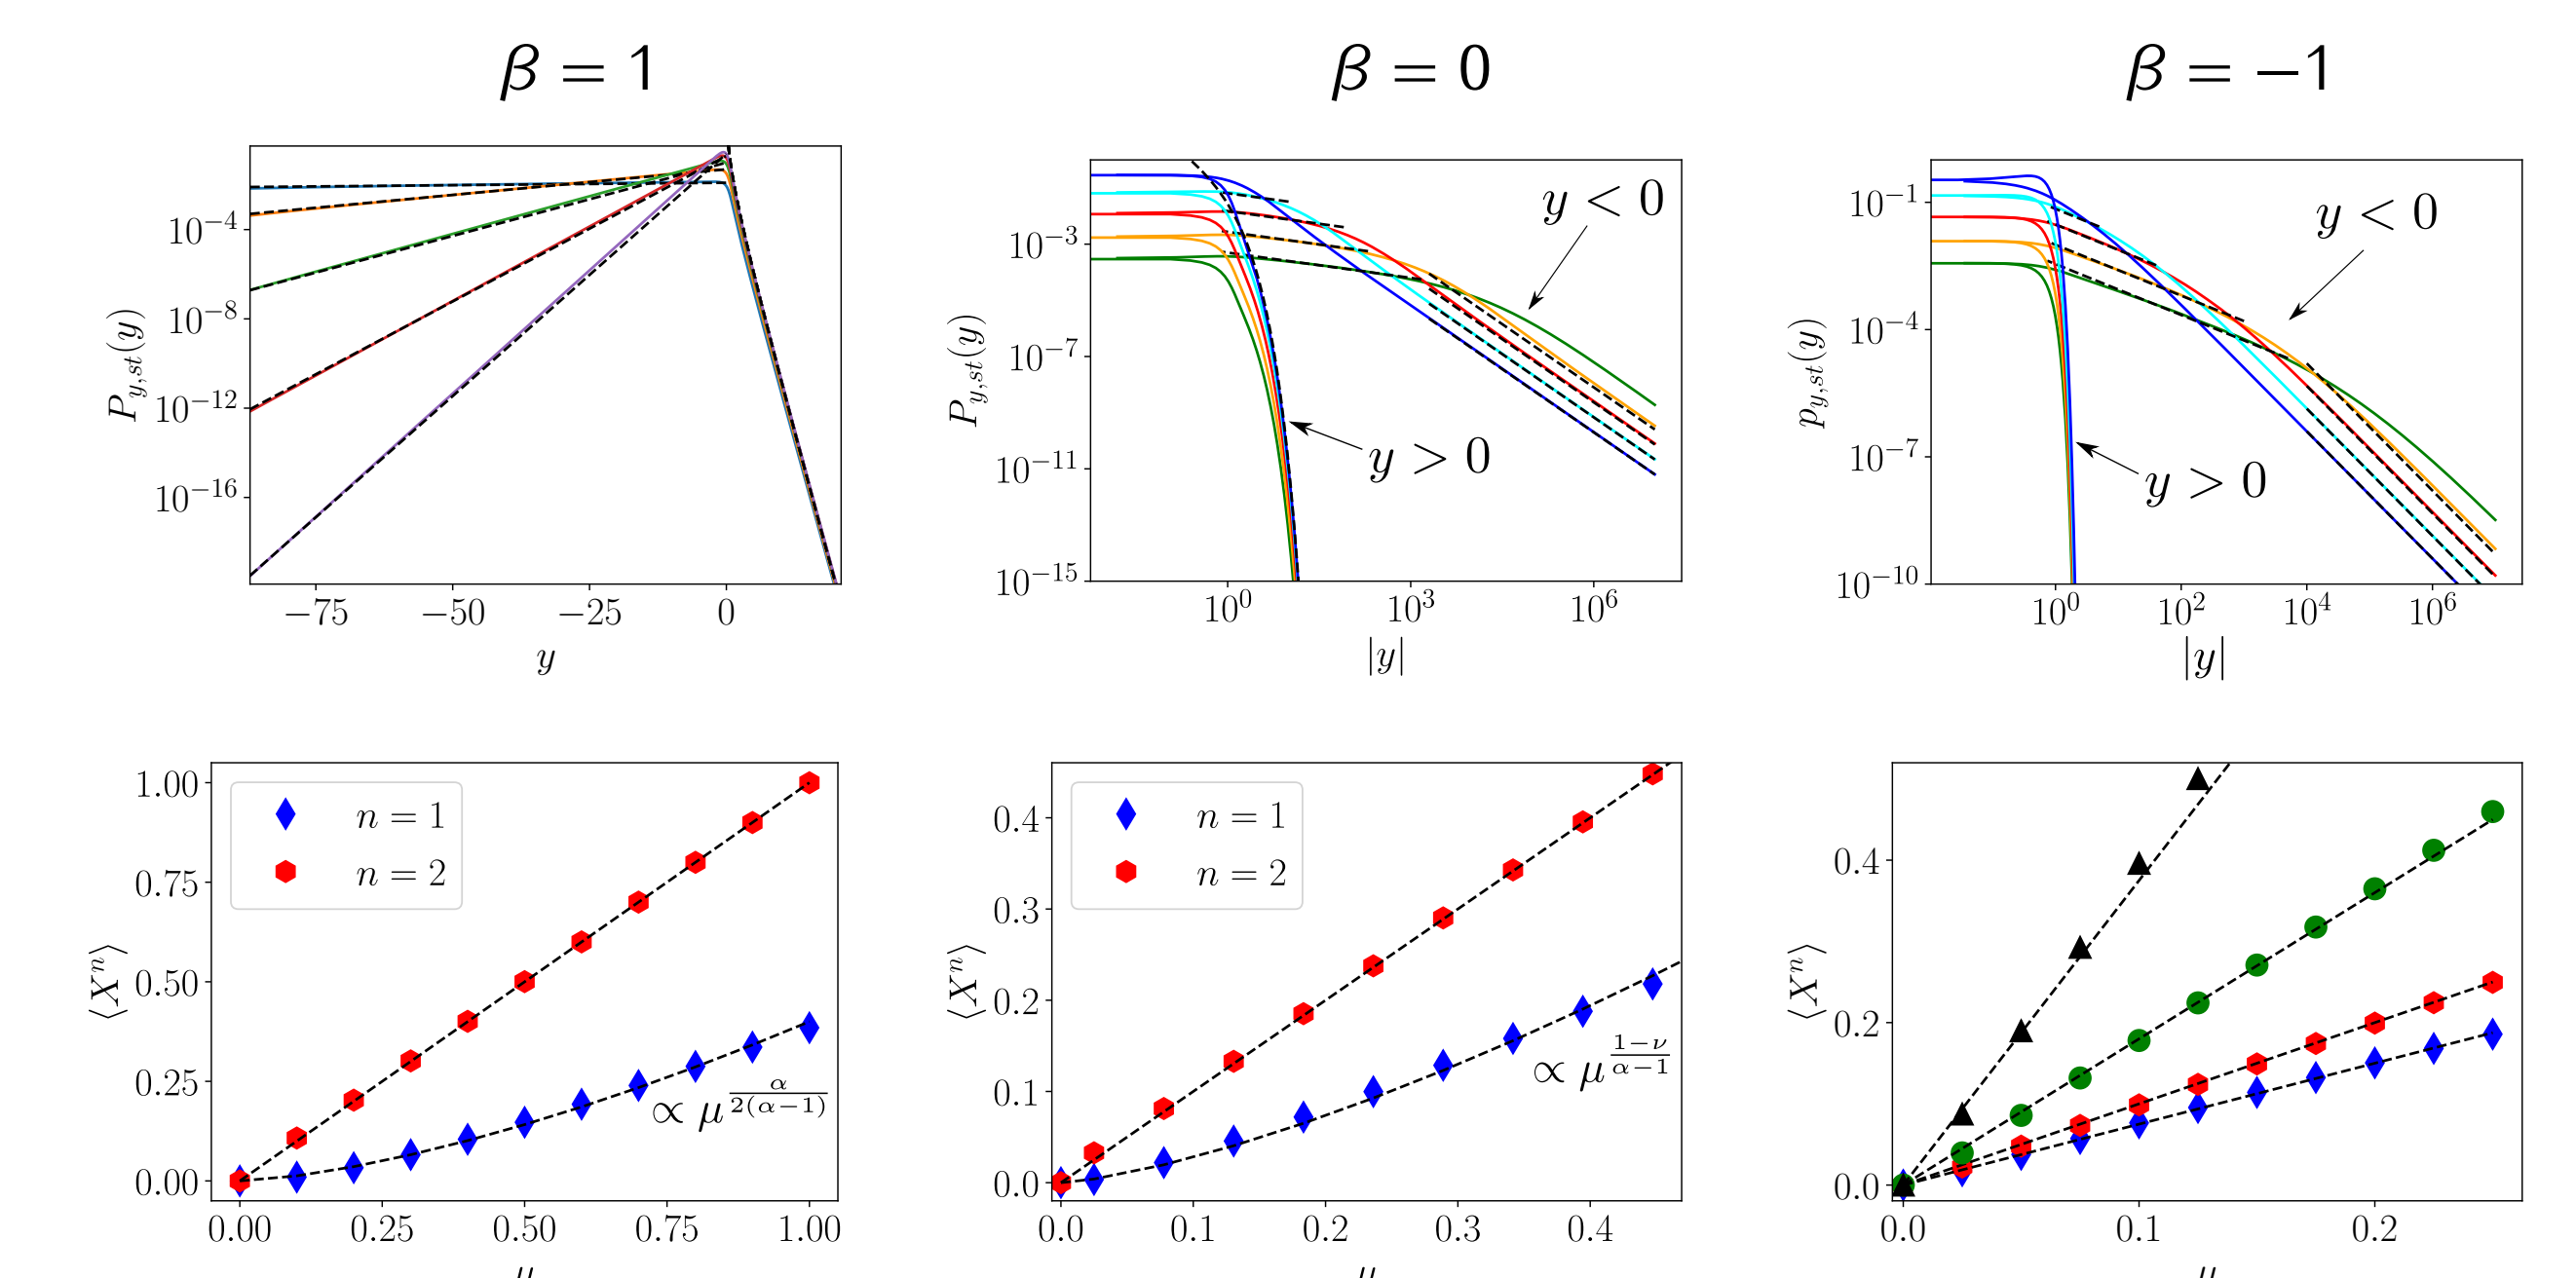 β = 1
β = 0
β = −1
P_{y,st}(y)
10^{−4}
10^{−8}
10^{−12}
10^{−16}
−75 −50 −25 0
y
P_{y,st}(y)
10^{−3}
10^{−7}
10^{−11}
10^{−15}
y < 0
y > 0
10^{0} 10^{3} 10^{6}
|y|
p_{y,st}(y)
10^{−1}
10^{−4}
10^{−7}
10^{−10}
y < 0
y > 0
10^{0} 10^{2} 10^{4} 10^{6}
|y|
⟨X^{n}⟩
1.00
0.75
0.50
0.25
0.00
n = 1
n = 2
∝ μ^{\frac{α}{2(α−1)}}
0.00 0.25 0.50 0.75 1.00
⟨X^{n}⟩
0.4
0.3
0.2
0.1
0.0
n = 1
n = 2
∝ μ^{\frac{1−ν}{α−1}}
0.0 0.1 0.2 0.3 0.4
⟨X^{n}⟩
0.4
0.2
0.0
0.0 0.1 0.2